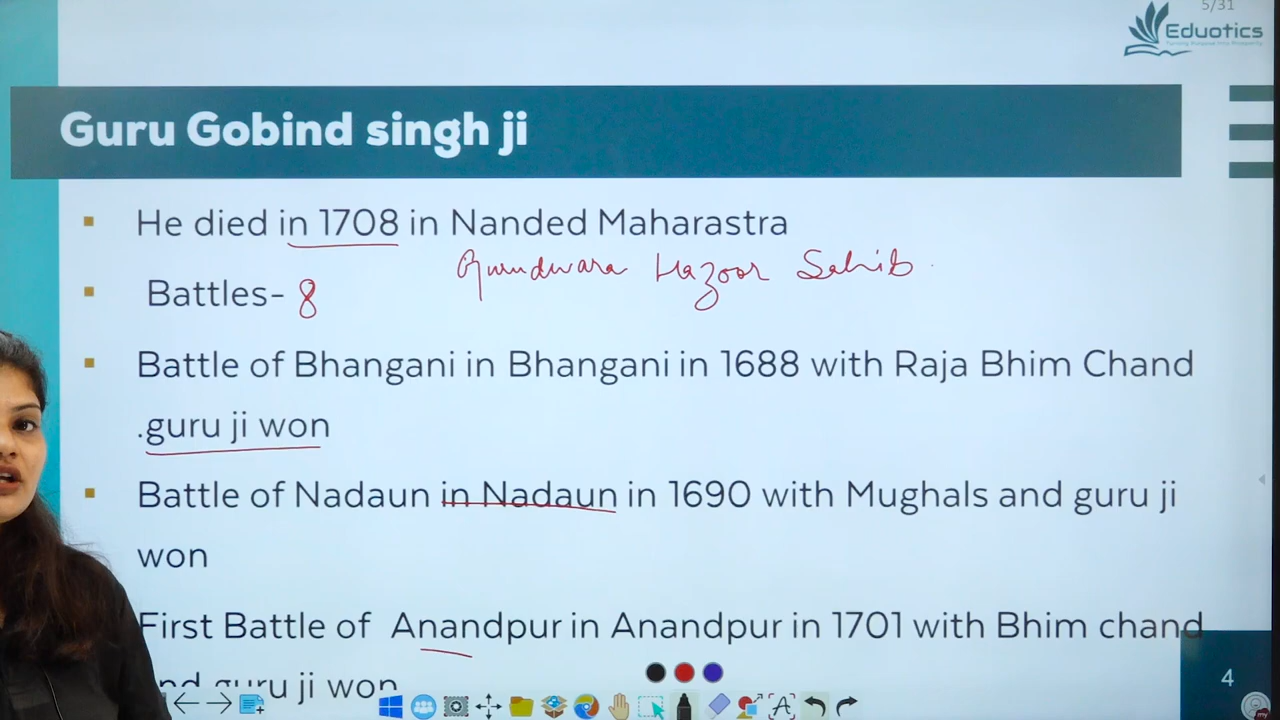 5/31
Eduotics
Guru Gobind singh ji
▪ He died in 1708 in Nanded Maharastra
Gurudwara Hazoor Sahib.
▪ Battles- 8
▪ Battle of Bhangani in Bhangani in 1688 with Raja Bhim Chand
.guru ji won
▪ Battle of Nadaun in Nadaun in 1690 with Mughals and guru ji
won
First Battle of Anandpur in Anandpur in 1701 with Bhim chand
and guru ji won
4